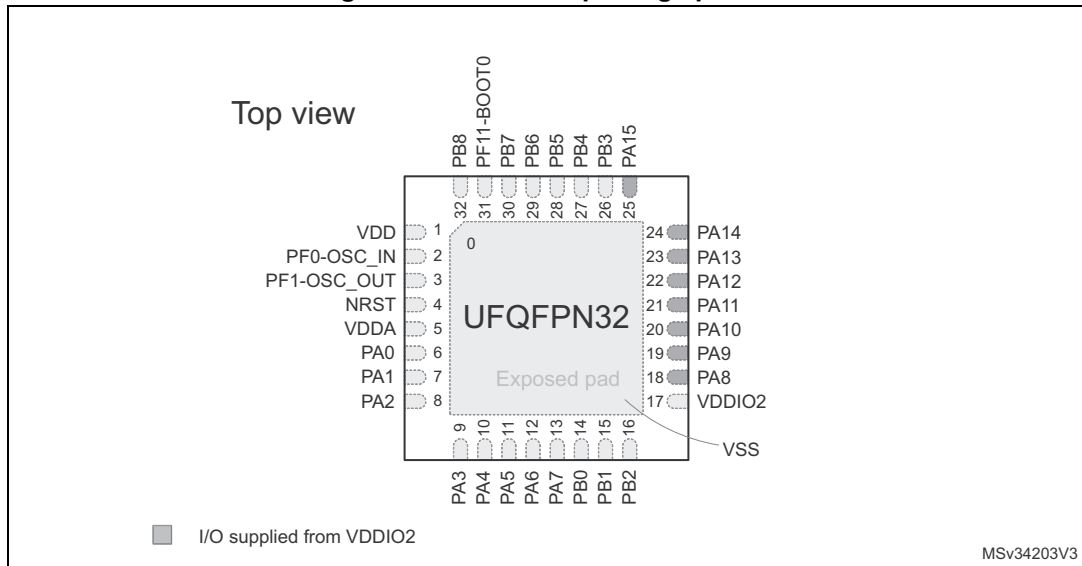 Top view
PB8
PF11-BOOT0
PB7
PB6
PB5
PB4
PB3
PA15
32
31
30
29
28
27
26
25
VDD 1
PF0-OSC_IN 2
PF1-OSC_OUT 3
NRST 4
VDDA 5
PA0 6
PA1 7
PA2 8
0
UFQFPN32
Exposed pad
24 PA14
23 PA13
22 PA12
21 PA11
20 PA10
19 PA9
18 PA8
17 VDDIO2
VSS
9
10
11
12
13
14
15
16
PA3
PA4
PA5
PA6
PA7
PB0
PB1
PB2
I/O supplied from VDDIO2
MSv34203V3